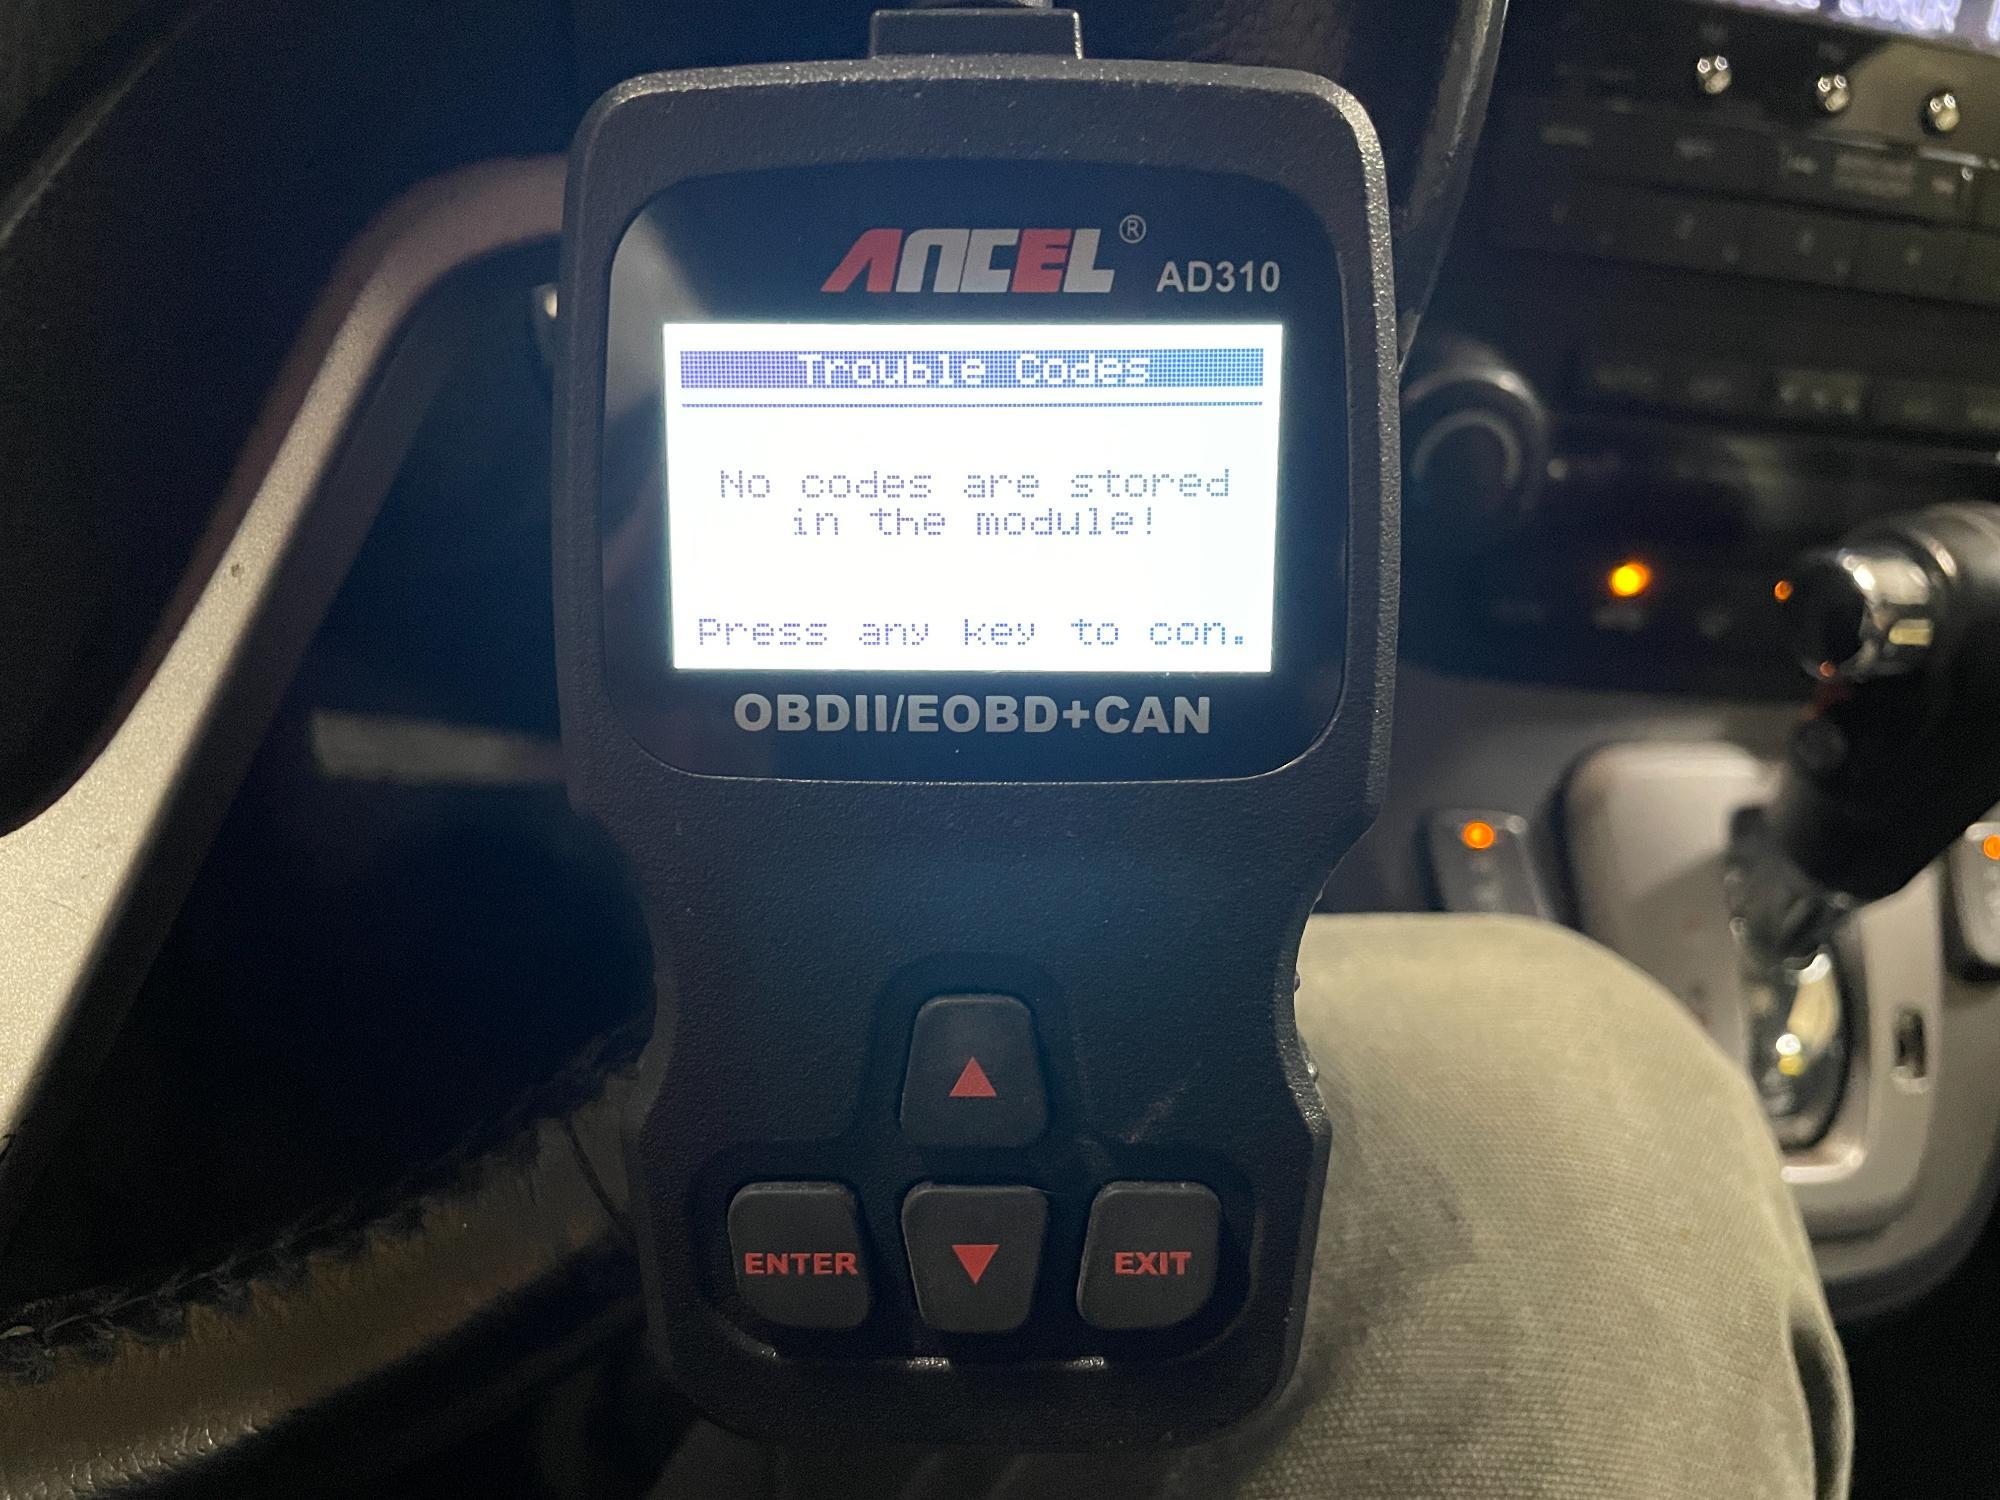 ERROR
ANCEL®
AD310
Trouble Codes
No codes are stored
in the module!
Press any key to con.
OBDII/EOBD+CAN
ENTER
EXIT